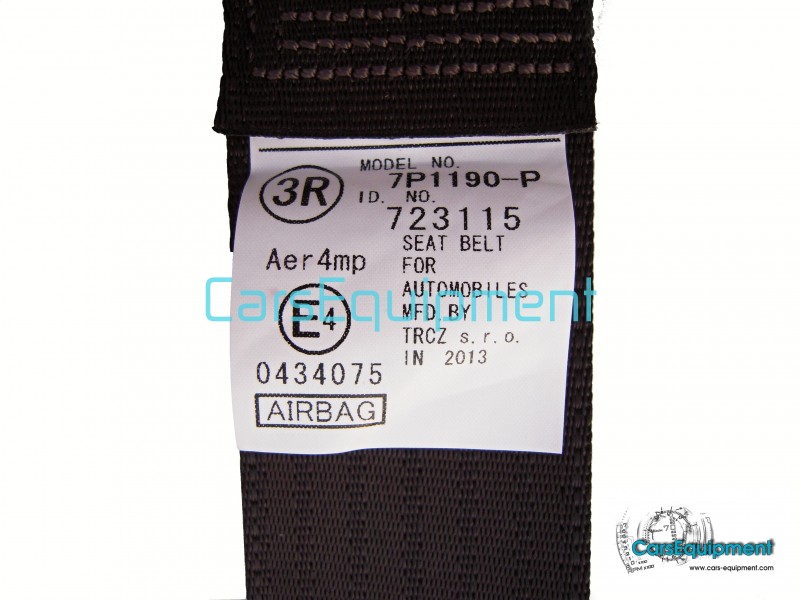 MODEL NO.
3R
7P1190-P
ID. NO.
723115
SEAT BELT
FOR
AUTOMOBILES
MFD BY
TRCZ s.r.o.
IN 2013
Aer4mp
E4
0434075
AIRBAG
CarsEquipment
CarsEquipment
www.cars-equipment.com